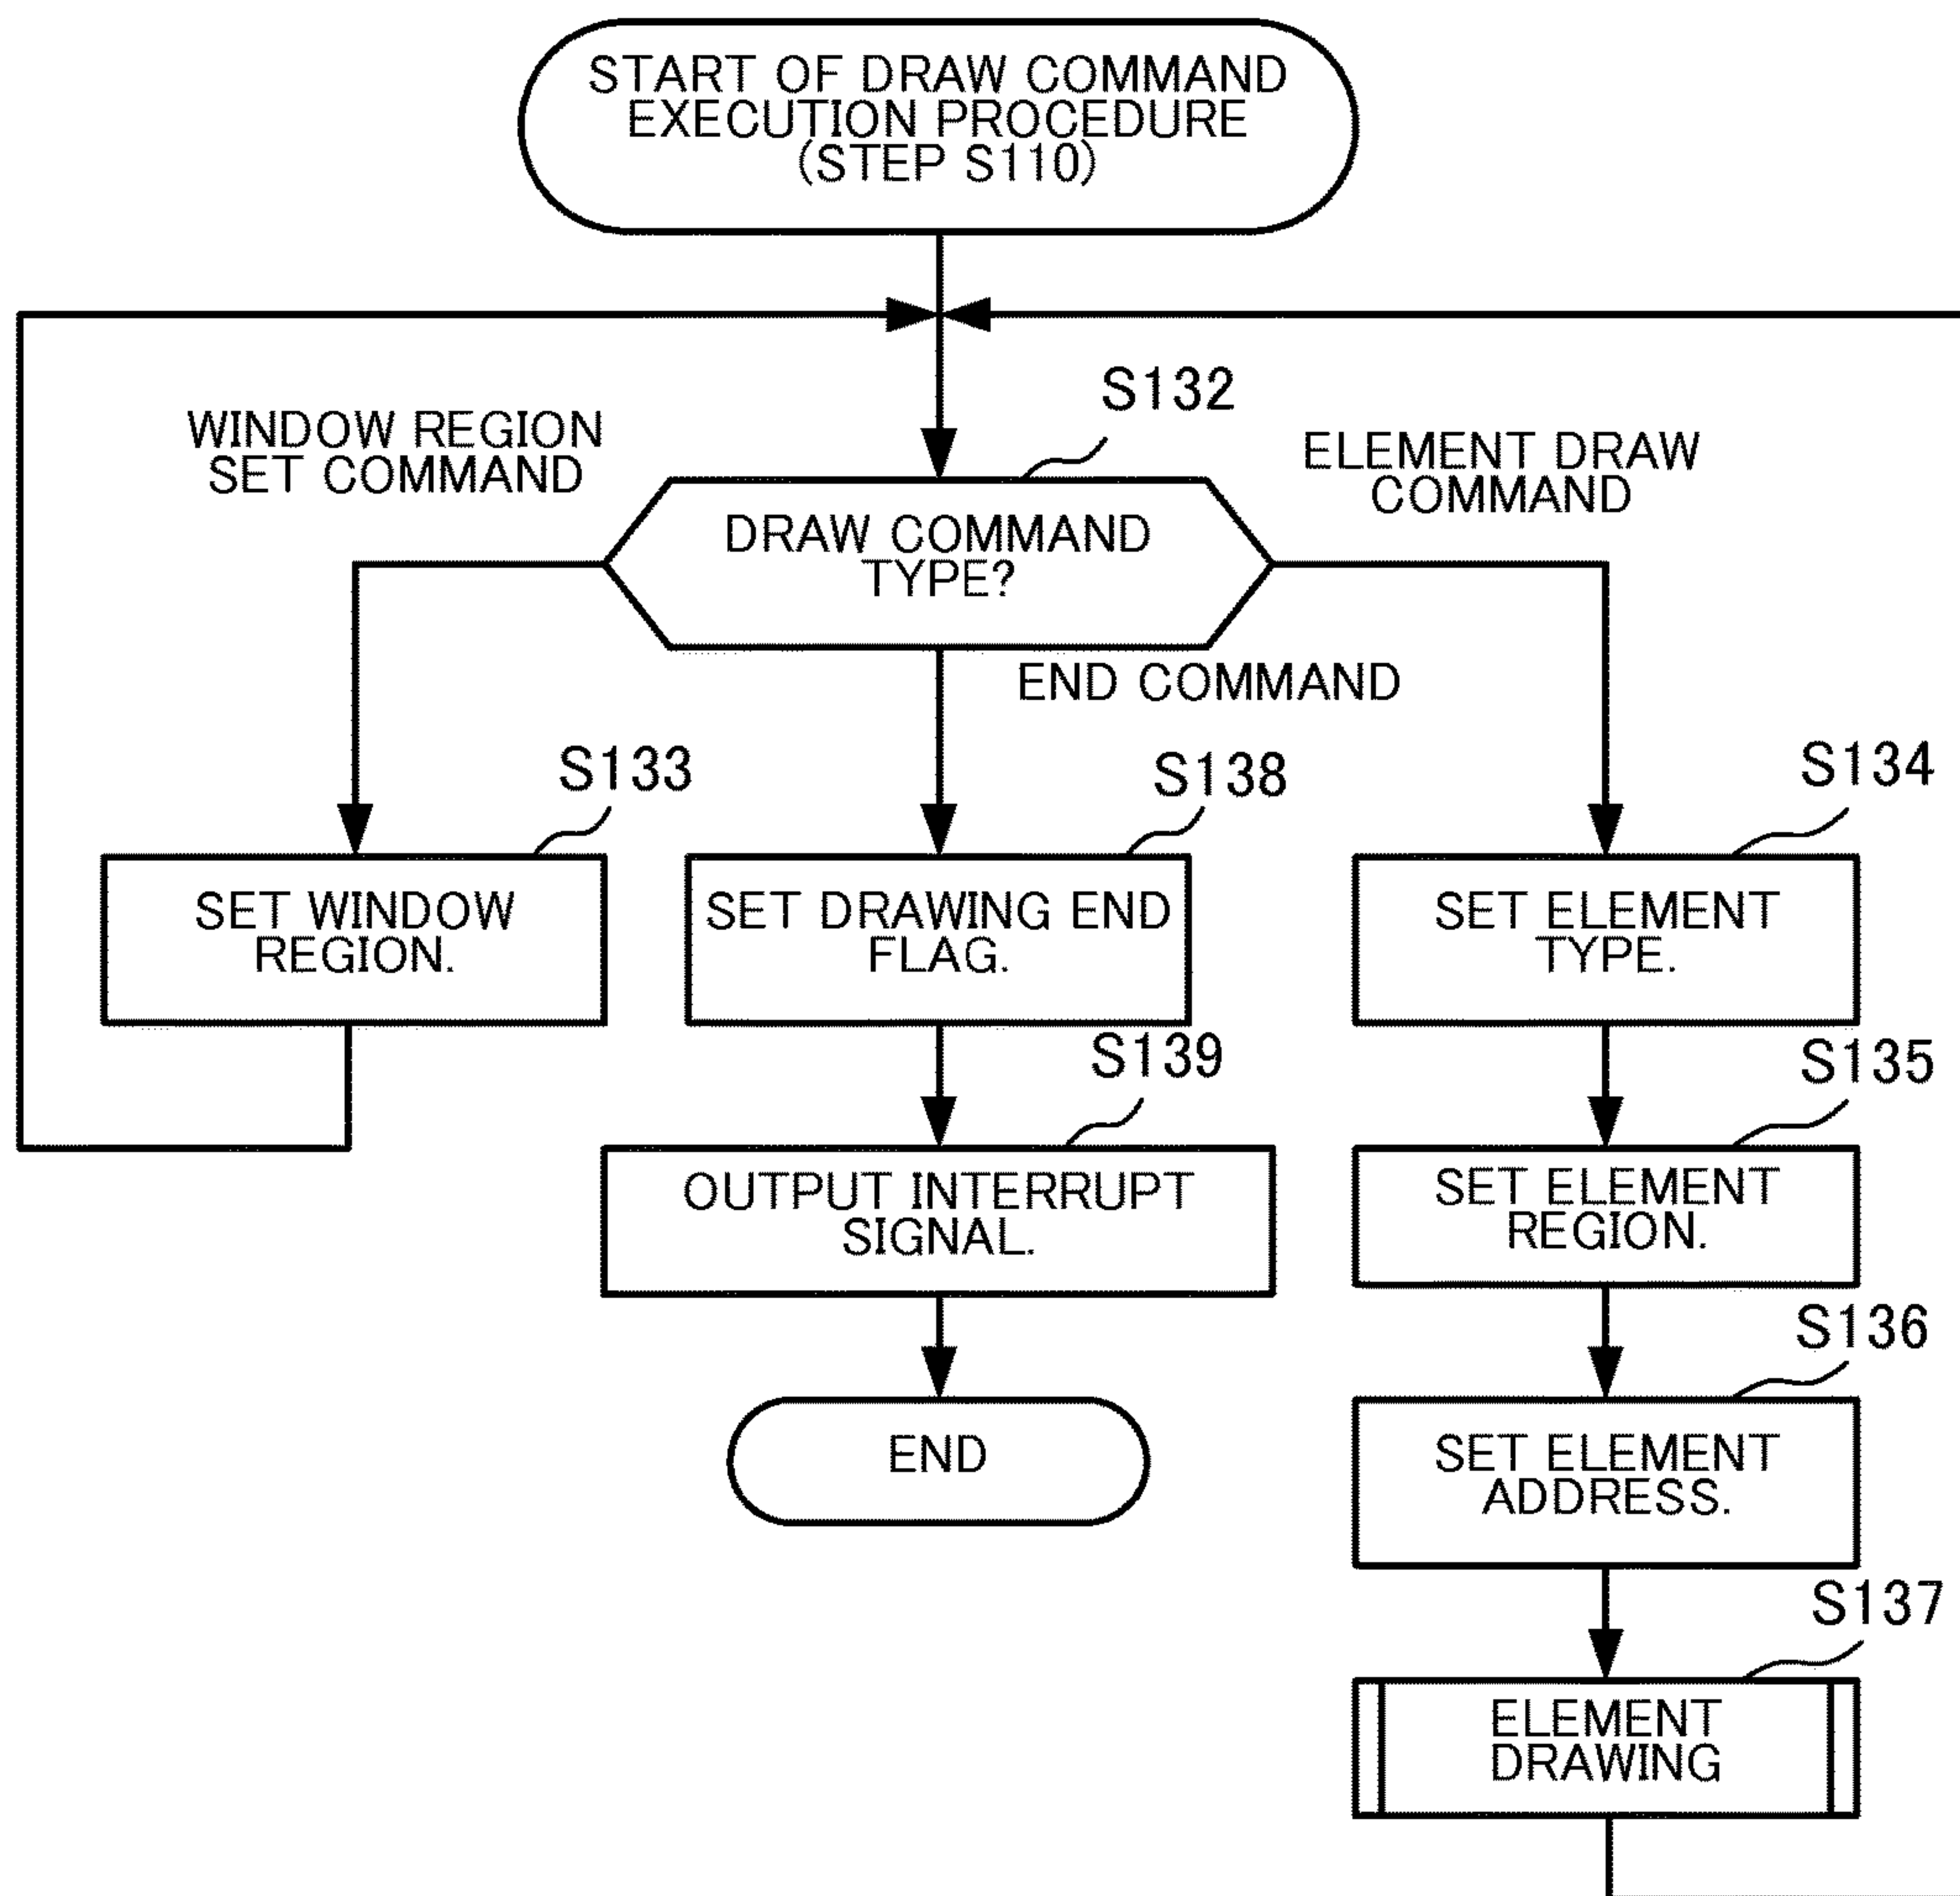 START OF DRAW COMMAND
EXECUTION PROCEDURE
(STEP S110)
S132
WINDOW REGION
SET COMMAND
ELEMENT DRAW
COMMAND
DRAW COMMAND
TYPE?
END COMMAND
S133
S138
S134
SET WINDOW
REGION.
SET DRAWING END
FLAG.
SET ELEMENT
TYPE.
S139
S135
OUTPUT INTERRUPT
SIGNAL.
SET ELEMENT
REGION.
S136
END
SET ELEMENT
ADDRESS.
S137
ELEMENT
DRAWING